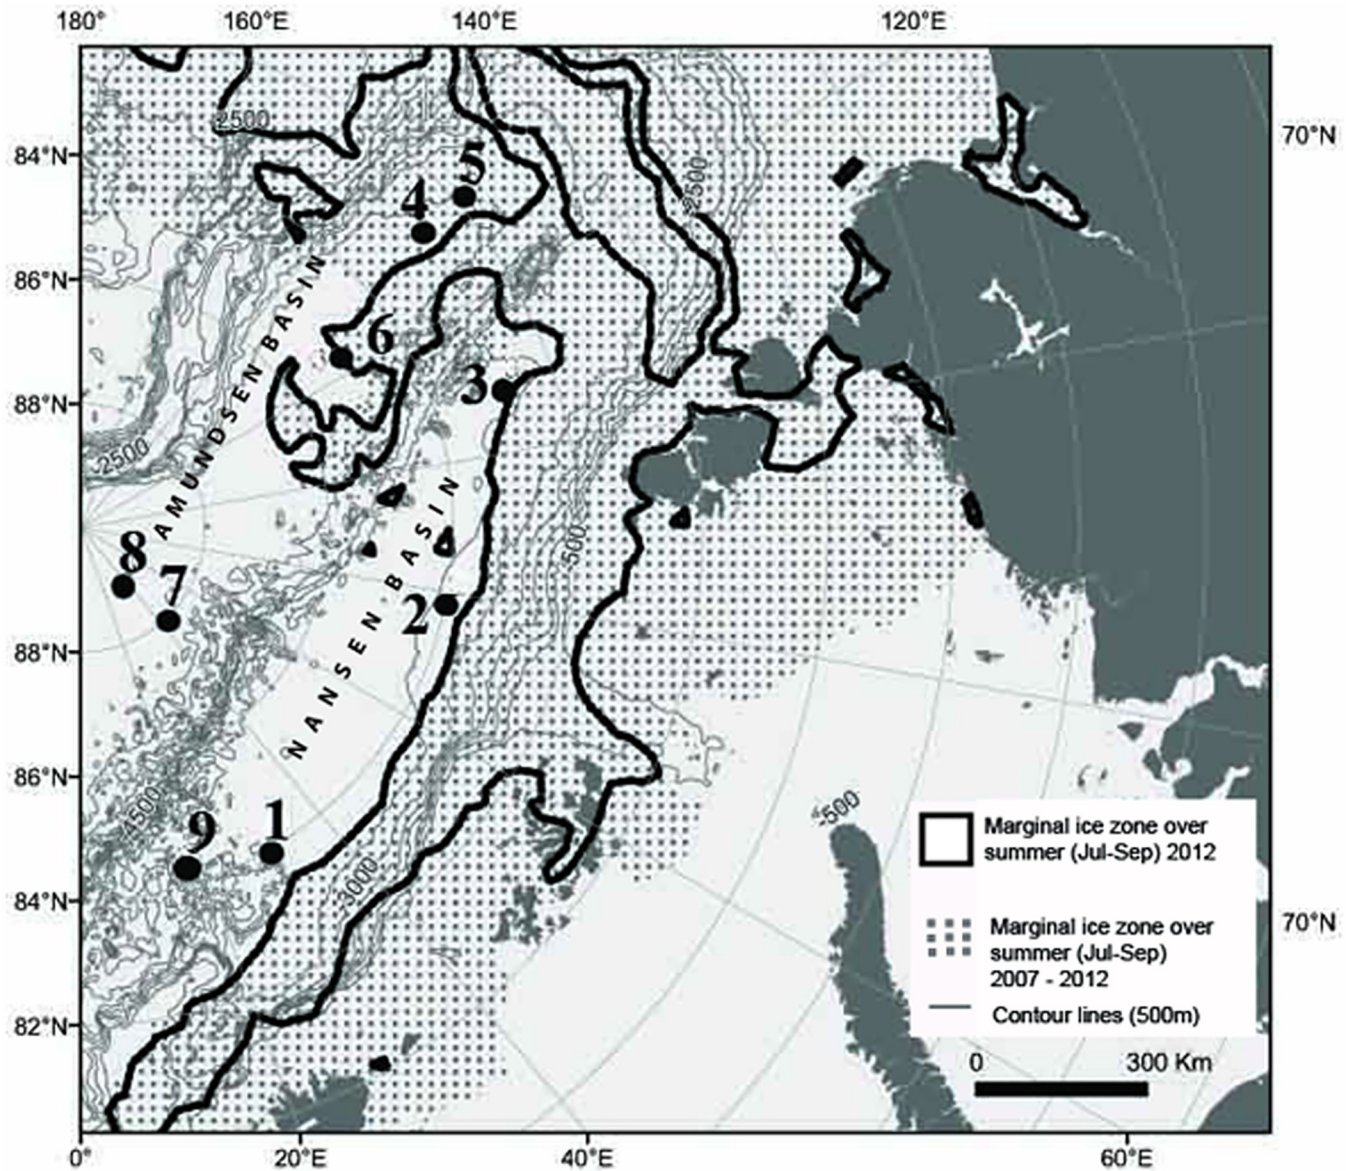 180° 160°E 140°E 120°E
2500
70°N
84°N
5
4
2500
86°N
6
3
88°N
2500
AMUNDSEN BASIN
-500
8
7
2
88°N
NANSEN BASIN
86°N
4500
-500
9
1
Marginal ice zone over
summer (Jul-Sep) 2012
-3000
84°N
70°N
Marginal ice zone over
summer (Jul-Sep)
2007 - 2012
Contour lines (500m)
82°N
0 300 Km
0° 20°E 40°E 60°E